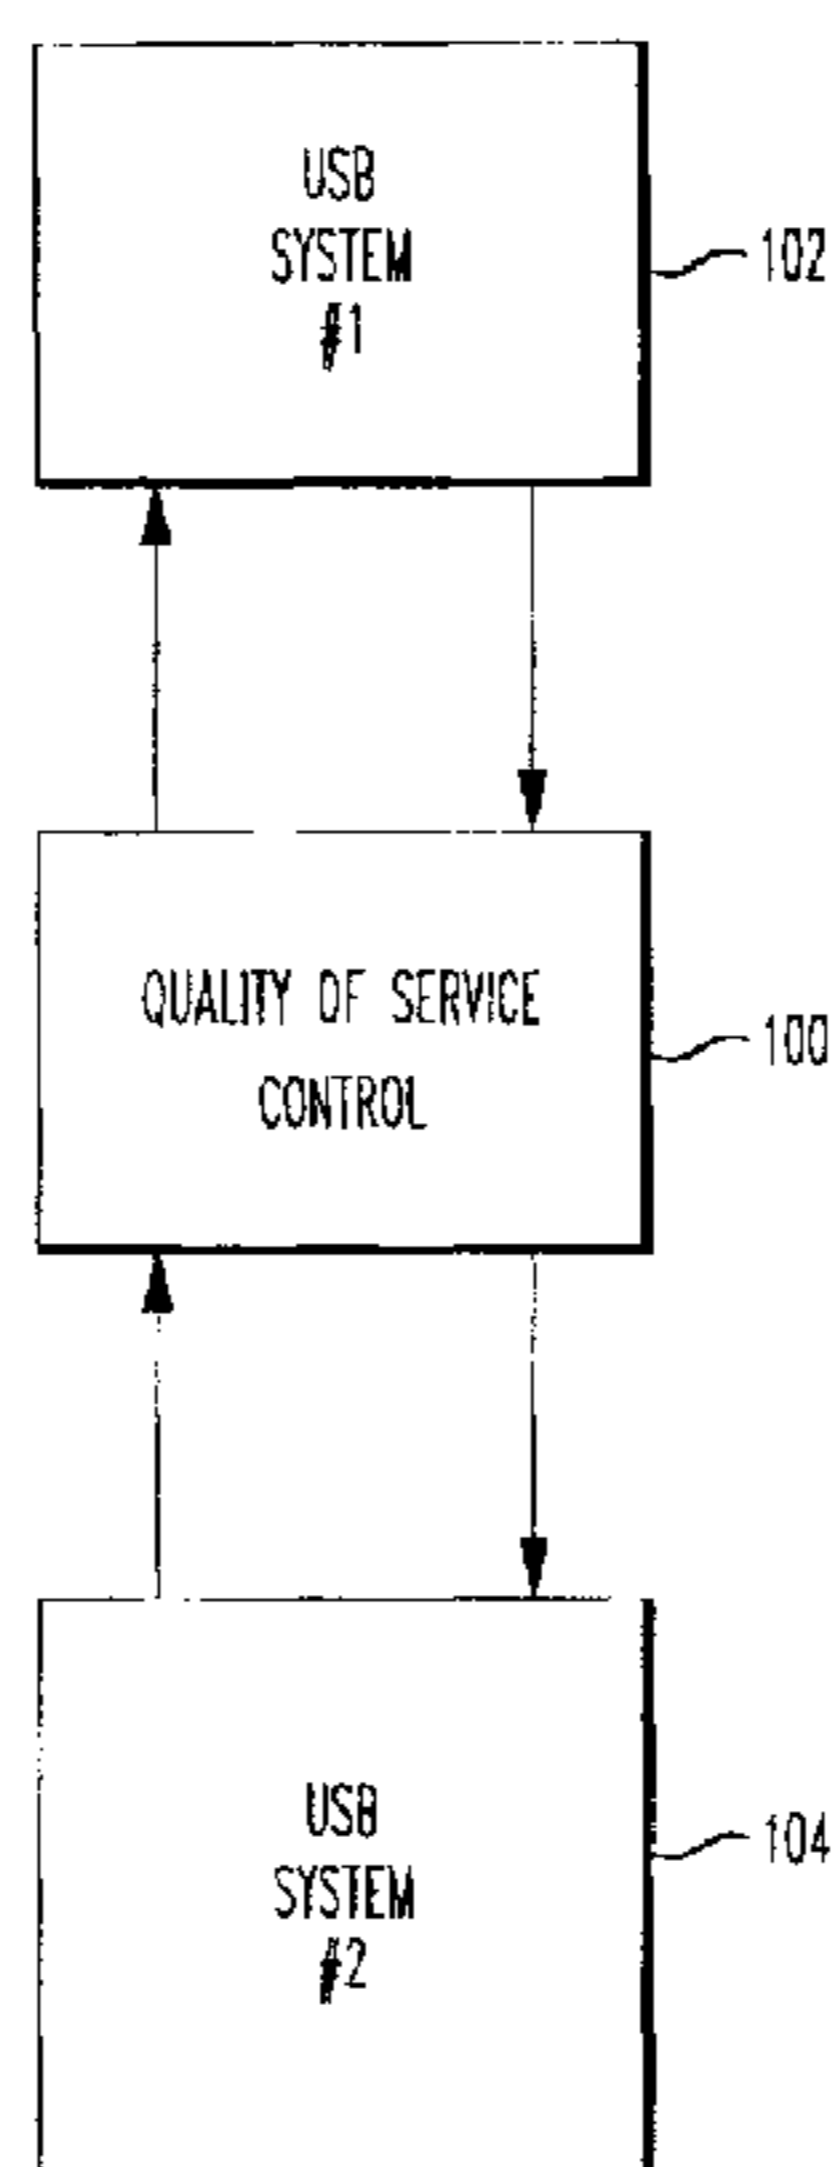 USB
SYSTEM
#1
102
QUALITY OF SERVICE
CONTROL
100
USB
SYSTEM
#2
104